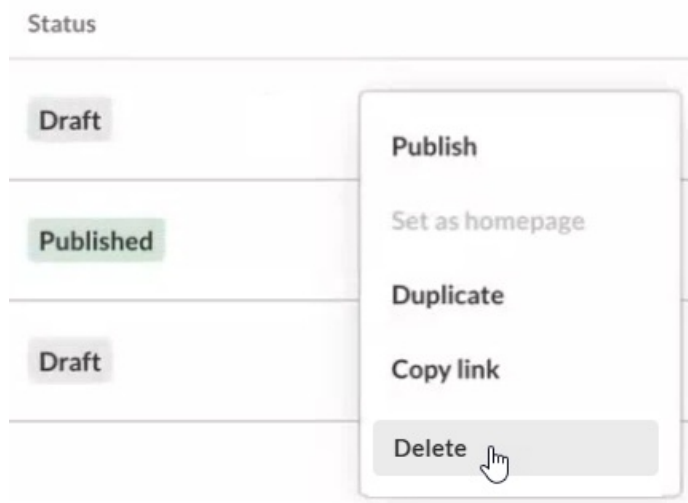 Status
Draft
Publish
Set as homepage
Published
Duplicate
Draft
Copy link
Delete